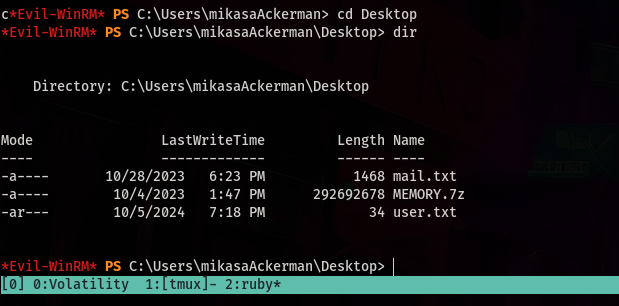 c*Evil-WinRM* PS C:\Users\mikasaAckerman> cd Desktop
*Evil-WinRM* PS C:\Users\mikasaAckerman\Desktop> dir
Directory: C:\Users\mikasaAckerman\Desktop
Mode                LastWriteTime         Length Name
----                -------------         ------ ----
-a----       10/28/2023   6:23 PM           1468 mail.txt
-a----        10/4/2023   1:47 PM      292692678 MEMORY.7z
-ar---        10/5/2024   7:18 PM             34 user.txt
*Evil-WinRM* PS C:\Users\mikasaAckerman\Desktop>
[0] 0:Volatility  1:[tmux]- 2:ruby*